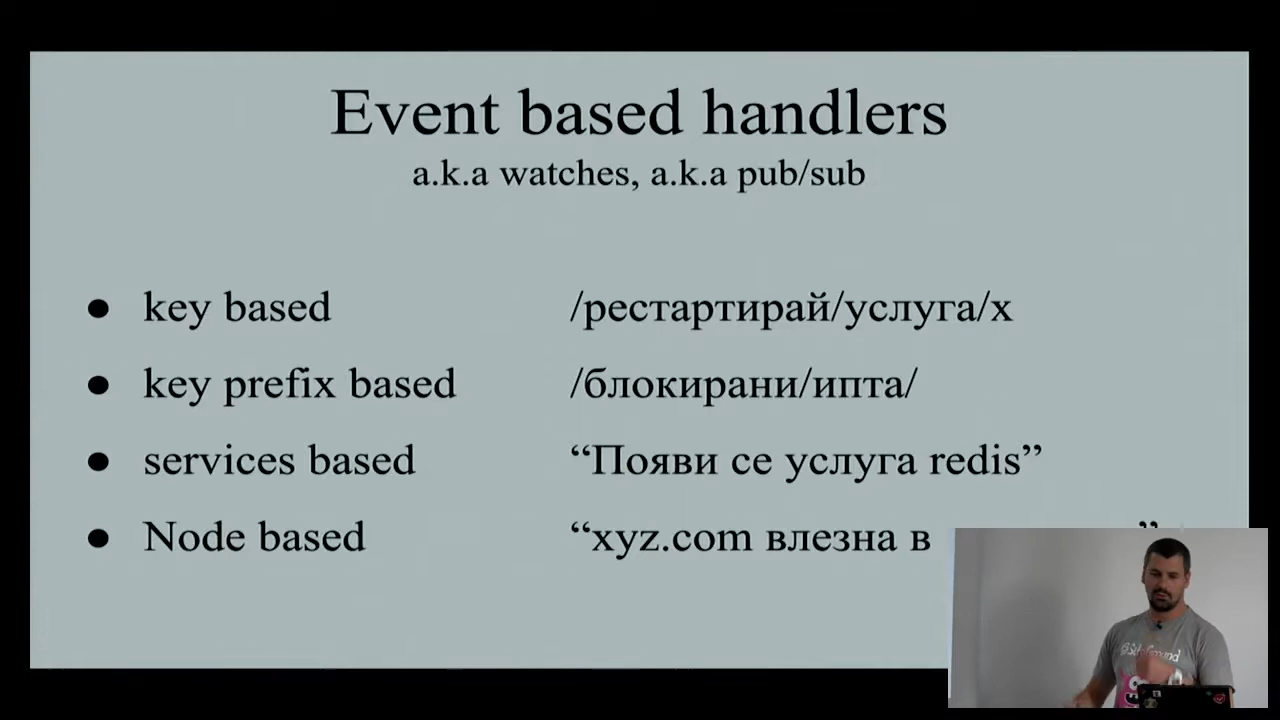 Event based handlers
a.k.a watches, a.k.a pub/sub
● key based /рестартирай/услуга/x
● key prefix based /блокирани/ипта/
● services based “Появи се услуга redis”
● Node based “xyz.com влезна в ”